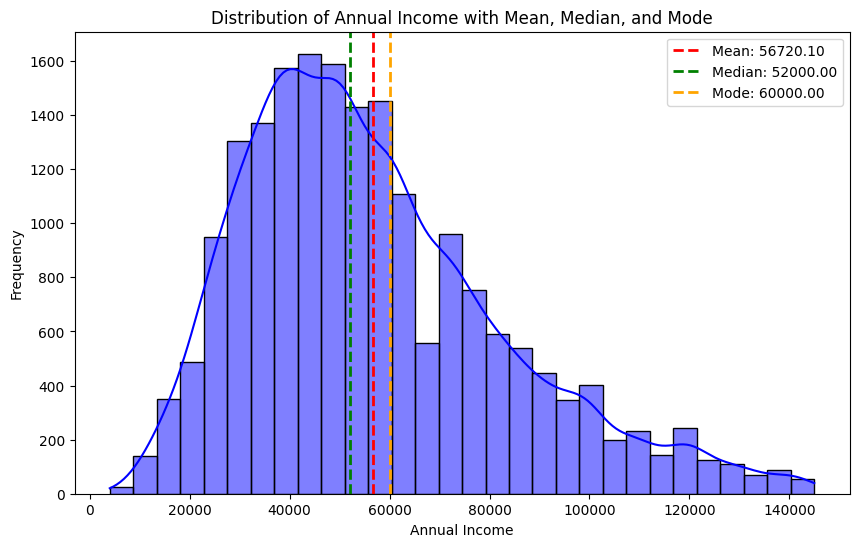 Distribution of Annual Income with Mean, Median, and Mode
Mean: 56720.10
Median: 52000.00
Mode: 60000.00
Frequency
1600
1400
1200
1000
800
600
400
200
0
0 20000 40000 60000 80000 100000 120000 140000
Annual Income